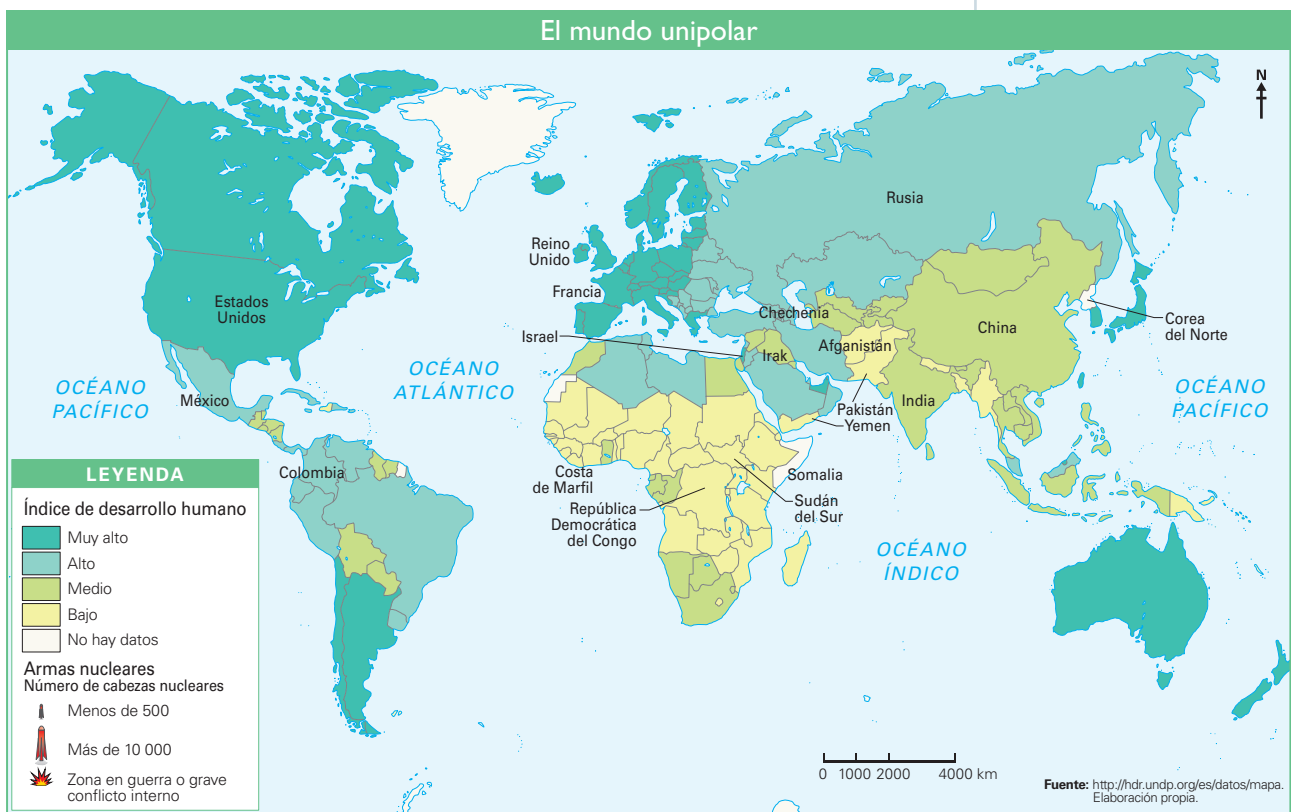 El mundo unipolar
N
Rusia
Reino
Unido
Estados
Unidos
Francia
Chechenia
China
Corea
del Norte
Israel
Irak
Afganistán
OCÉANO
ATLÁNTICO
OCÉANO
PACÍFICO
OCÉANO
PACÍFICO
México
India
Pakistán
Yemen
Colombia
Costa
de Marfil
Somalia
Sudán
del Sur
República
Democrática
del Congo
OCÉANO
ÍNDICO
LEYENDA
Índice de desarrollo humano
Muy alto
Alto
Medio
Bajo
No hay datos
Armas nucleares
Número de cabezas nucleares
Menos de 500
Más de 10 000
Zona en guerra o grave
conflicto interno
0 1000 2000 4000 km
Fuente: http://hdr.undp.org/es/datos/mapa.
Elaboración propia.